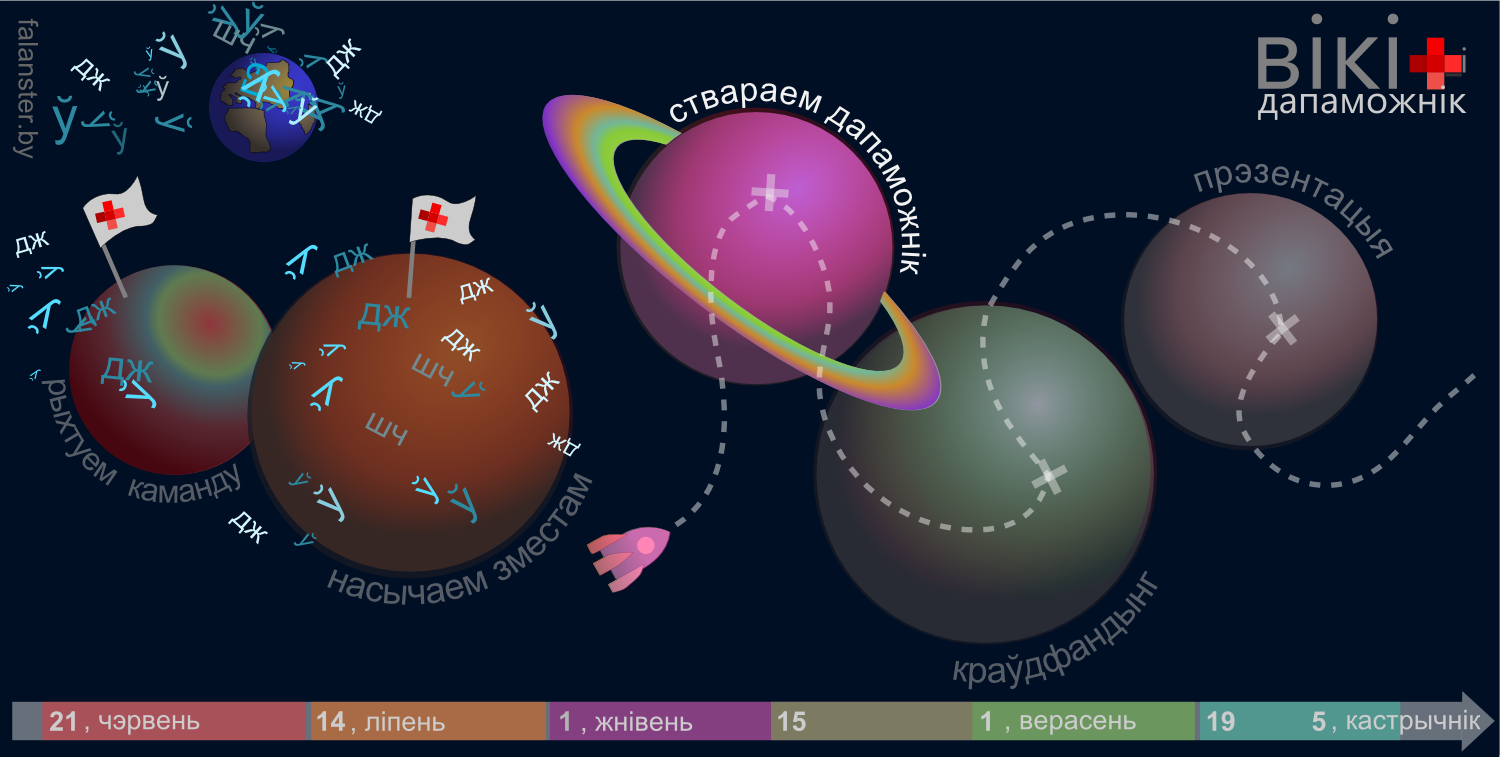 falanster.by
ВІКІ
дапаможнік
ў ў ў
шч
дж
ў
дж
ў
ў
дж
ў ў ў ў
дж
рыхтуем каманду
дж
дж
насычаем зместам
дж
дж
дж
дж
шч
шч
дж
дж
дж
ствараем дапаможнік
краўдфандынг
прэзентацыя
21 , чэрвень
14 , ліпень
1 , жнівень
15
1 , верасень
19
5 , кастрычнік